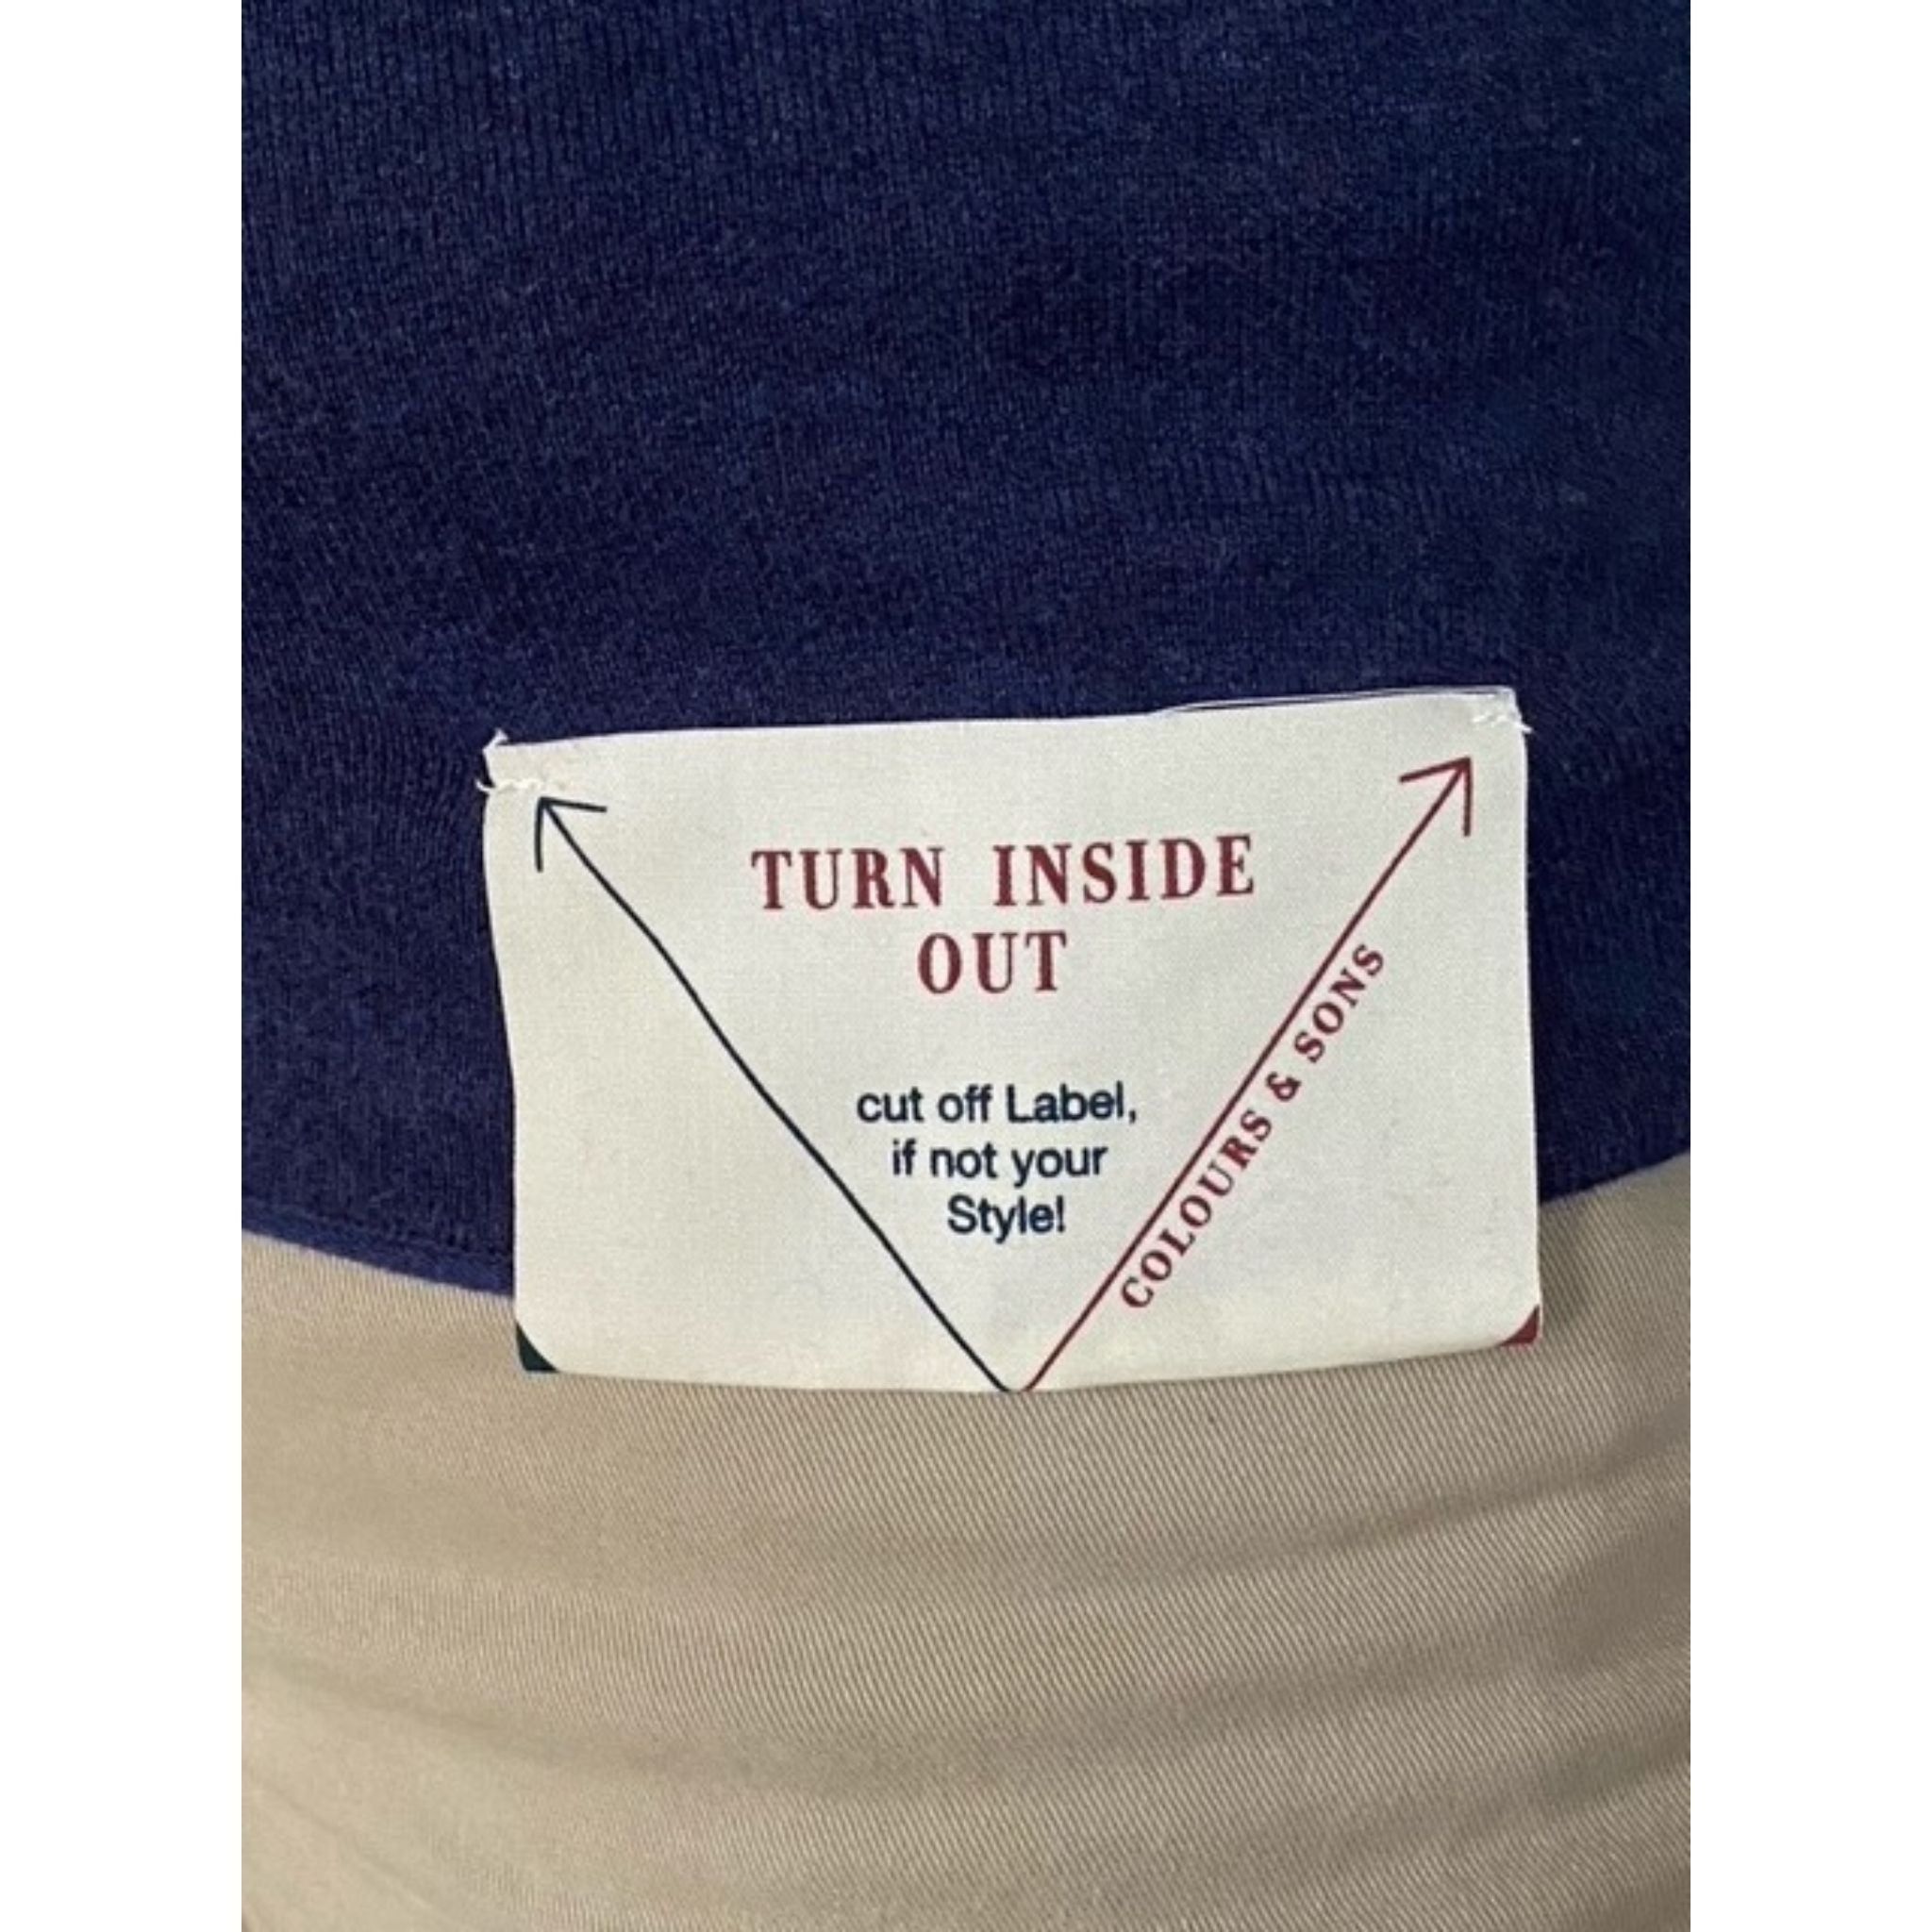 TURN INSIDE
OUT
cut off Label,
if not your
Style!
COLOURS & SONS